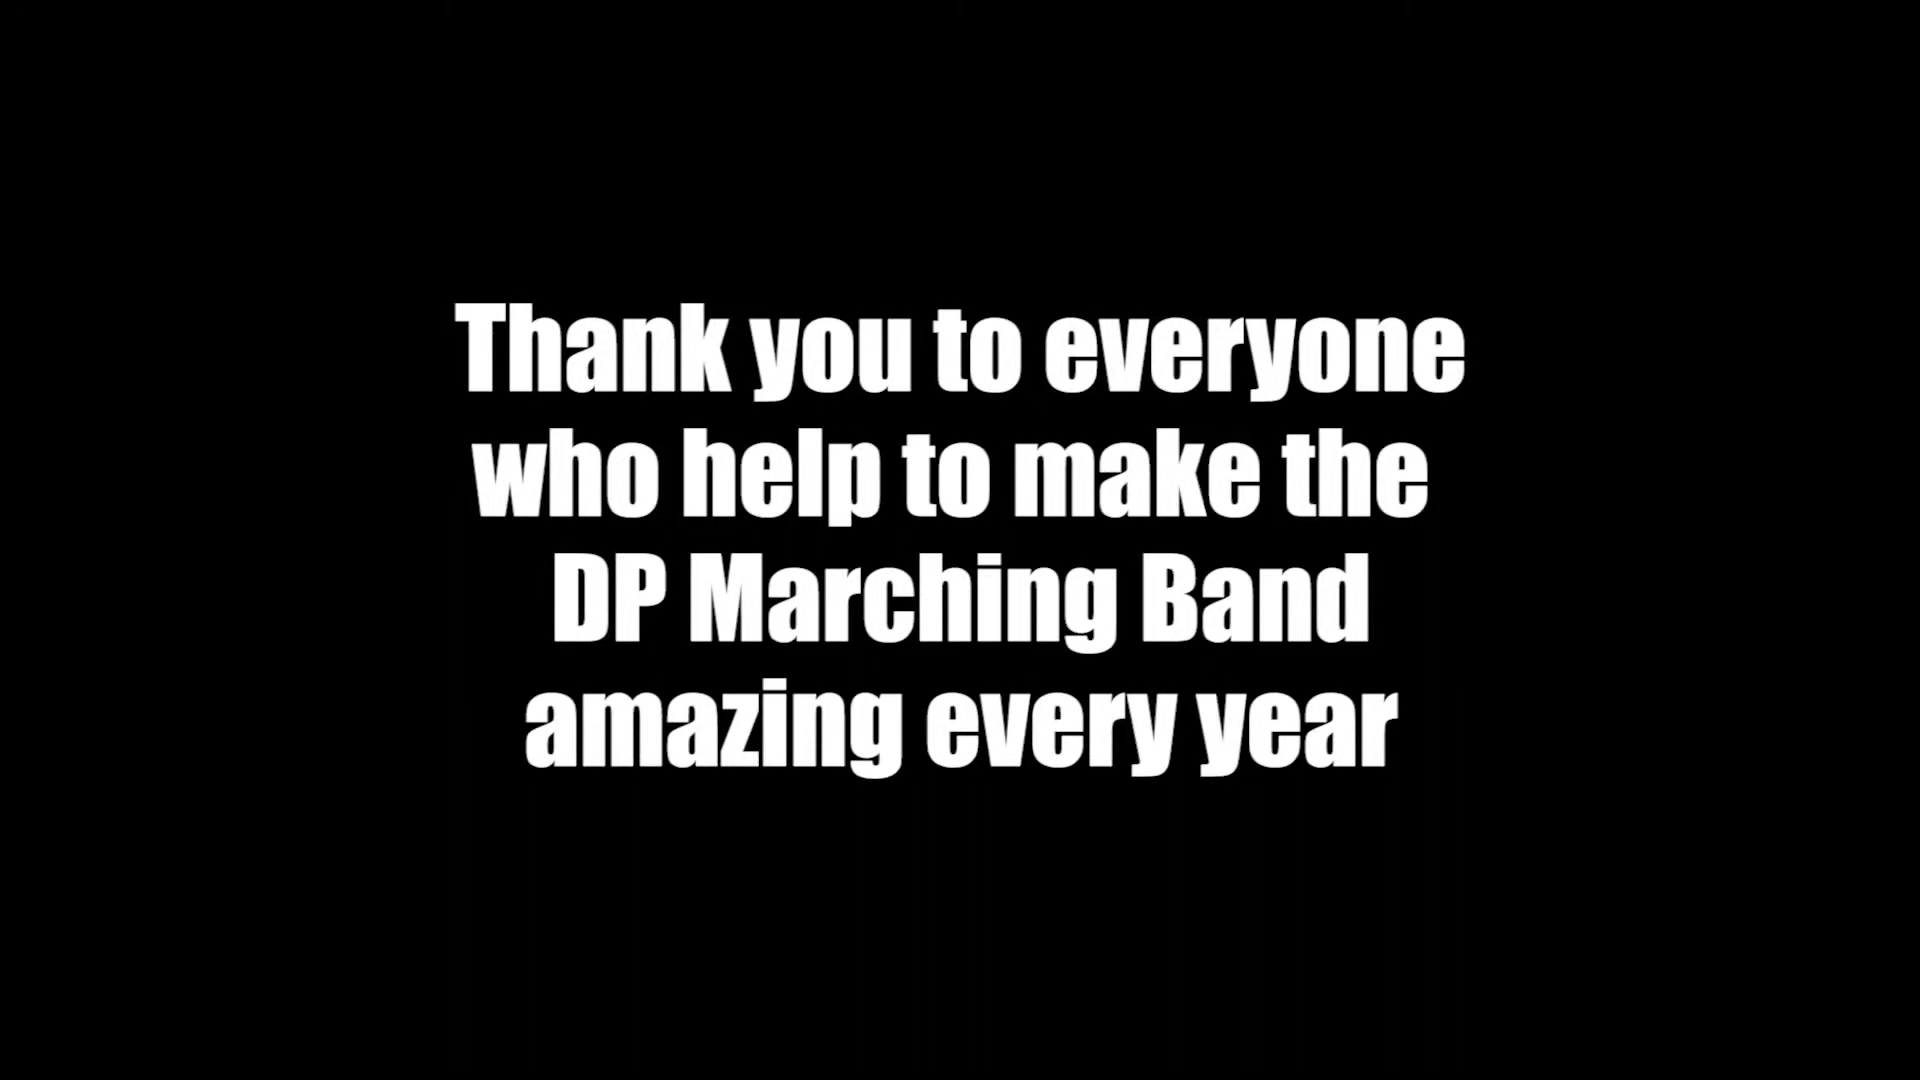 Thank you to everyone
who help to make the
DP Marching Band
amazing every year